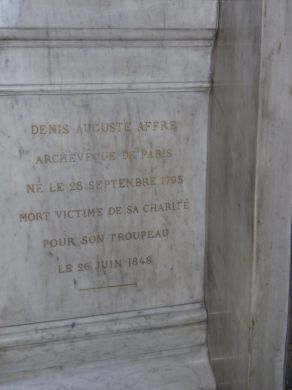 DENIS AUGUSTE AFFRE
ARCHEVEQUE DE PARIS
NÉ LE 28 SEPTENBRE 1793
MORT VICTIME DE SA CHARITÉ
POUR SON TROUPEAU
LE 26 JUIN 1848